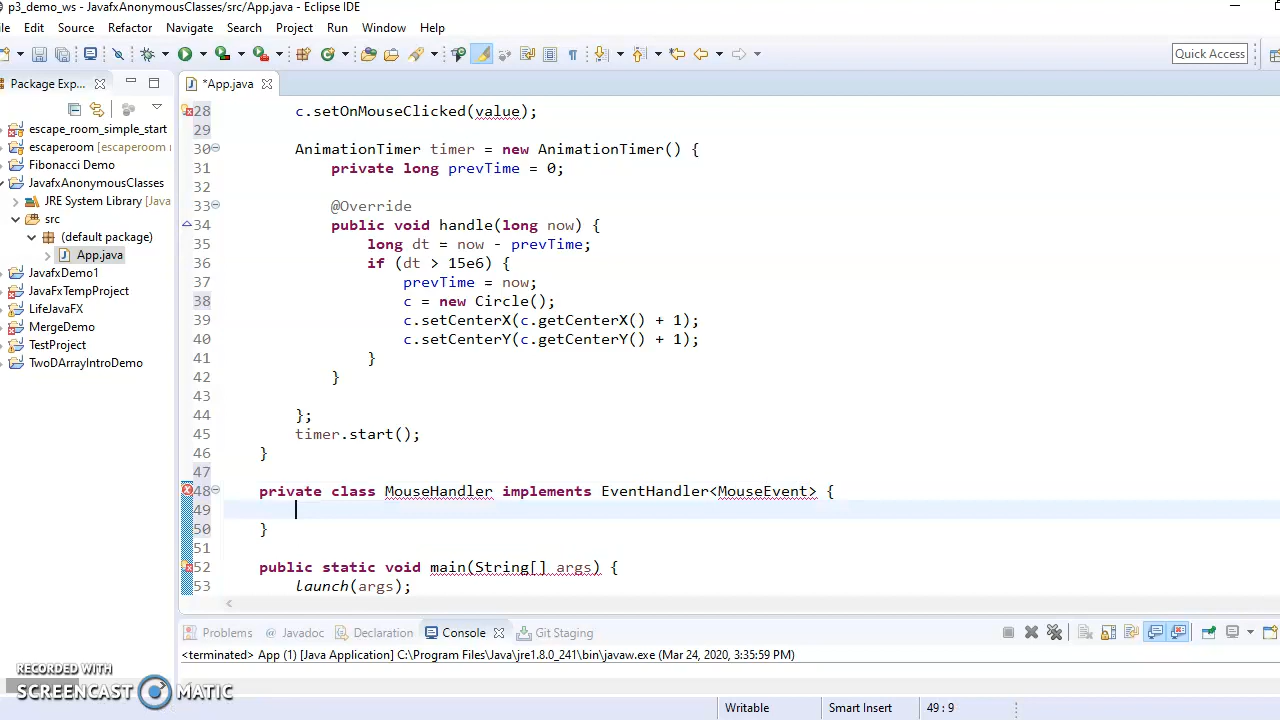 p3_demo_ws - JavafxAnonymousClasses/src/App.java - Eclipse IDE
Edit Source Refactor Navigate Search Project Run Window Help
Quick Access
Package Exp...
*App.java
escape_room_simple_start
escaperoom [escaperoom
Fibonacci Demo
JavafxAnonymousClasses
JRE System Library [Java
src
(default package)
App.java
JavafxDemo1
JavaFxTempProject
LifeJavaFX
MergeDemo
TestProject
TwoDArrayIntroDemo
28 c.setOnMouseClicked(value);
29
30 AnimationTimer timer = new AnimationTimer() {
31 private long prevTime = 0;
32
33 @Override
34 public void handle(long now) {
35 long dt = now - prevTime;
36 if (dt > 15e6) {
37 prevTime = now;
38 c = new Circle();
39 c.setCenterX(c.getCenterX() + 1);
40 c.setCenterY(c.getCenterY() + 1);
41 }
42 }
43
44 };
45 timer.start();
46 }
47
48 private class MouseHandler implements EventHandler<MouseEvent> {
49
50 }
51
52 public static void main(String[] args) {
53 launch(args);
Problems Javadoc Declaration Console Git Staging
<terminated> App (1) [Java Application] C:\Program Files\Java\jre1.8.0_241\bin\javaw.exe (Mar 24, 2020, 3:35:59 PM)
RECORDED WITH
SCREENCAST MATIC
Writable Smart Insert 49 : 9